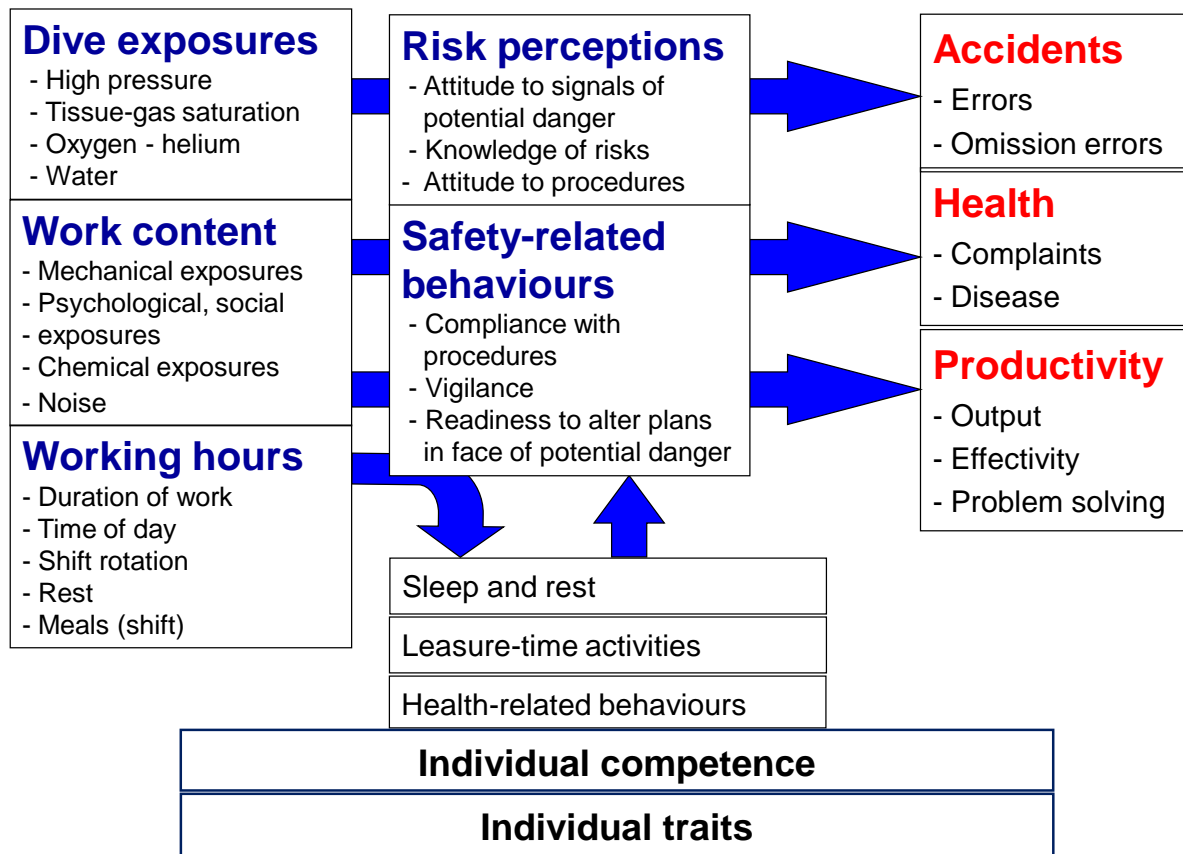 Dive exposures
- High pressure
- Tissue-gas saturation
- Oxygen - helium
- Water
Work content
- Mechanical exposures
- Psychological, social
- exposures
- Chemical exposures
- Noise
Working hours
- Duration of work
- Time of day
- Shift rotation
- Rest
- Meals (shift)
Risk perceptions
- Attitude to signals of
potential danger
- Knowledge of risks
- Attitude to procedures
Safety-related
behaviours
- Compliance with
procedures
- Vigilance
- Readiness to alter plans
in face of potential danger
Sleep and rest
Leasure-time activities
Health-related behaviours
Accidents
- Errors
- Omission errors
Health
- Complaints
- Disease
Productivity
- Output
- Effectivity
- Problem solving
Individual competence
Individual traits